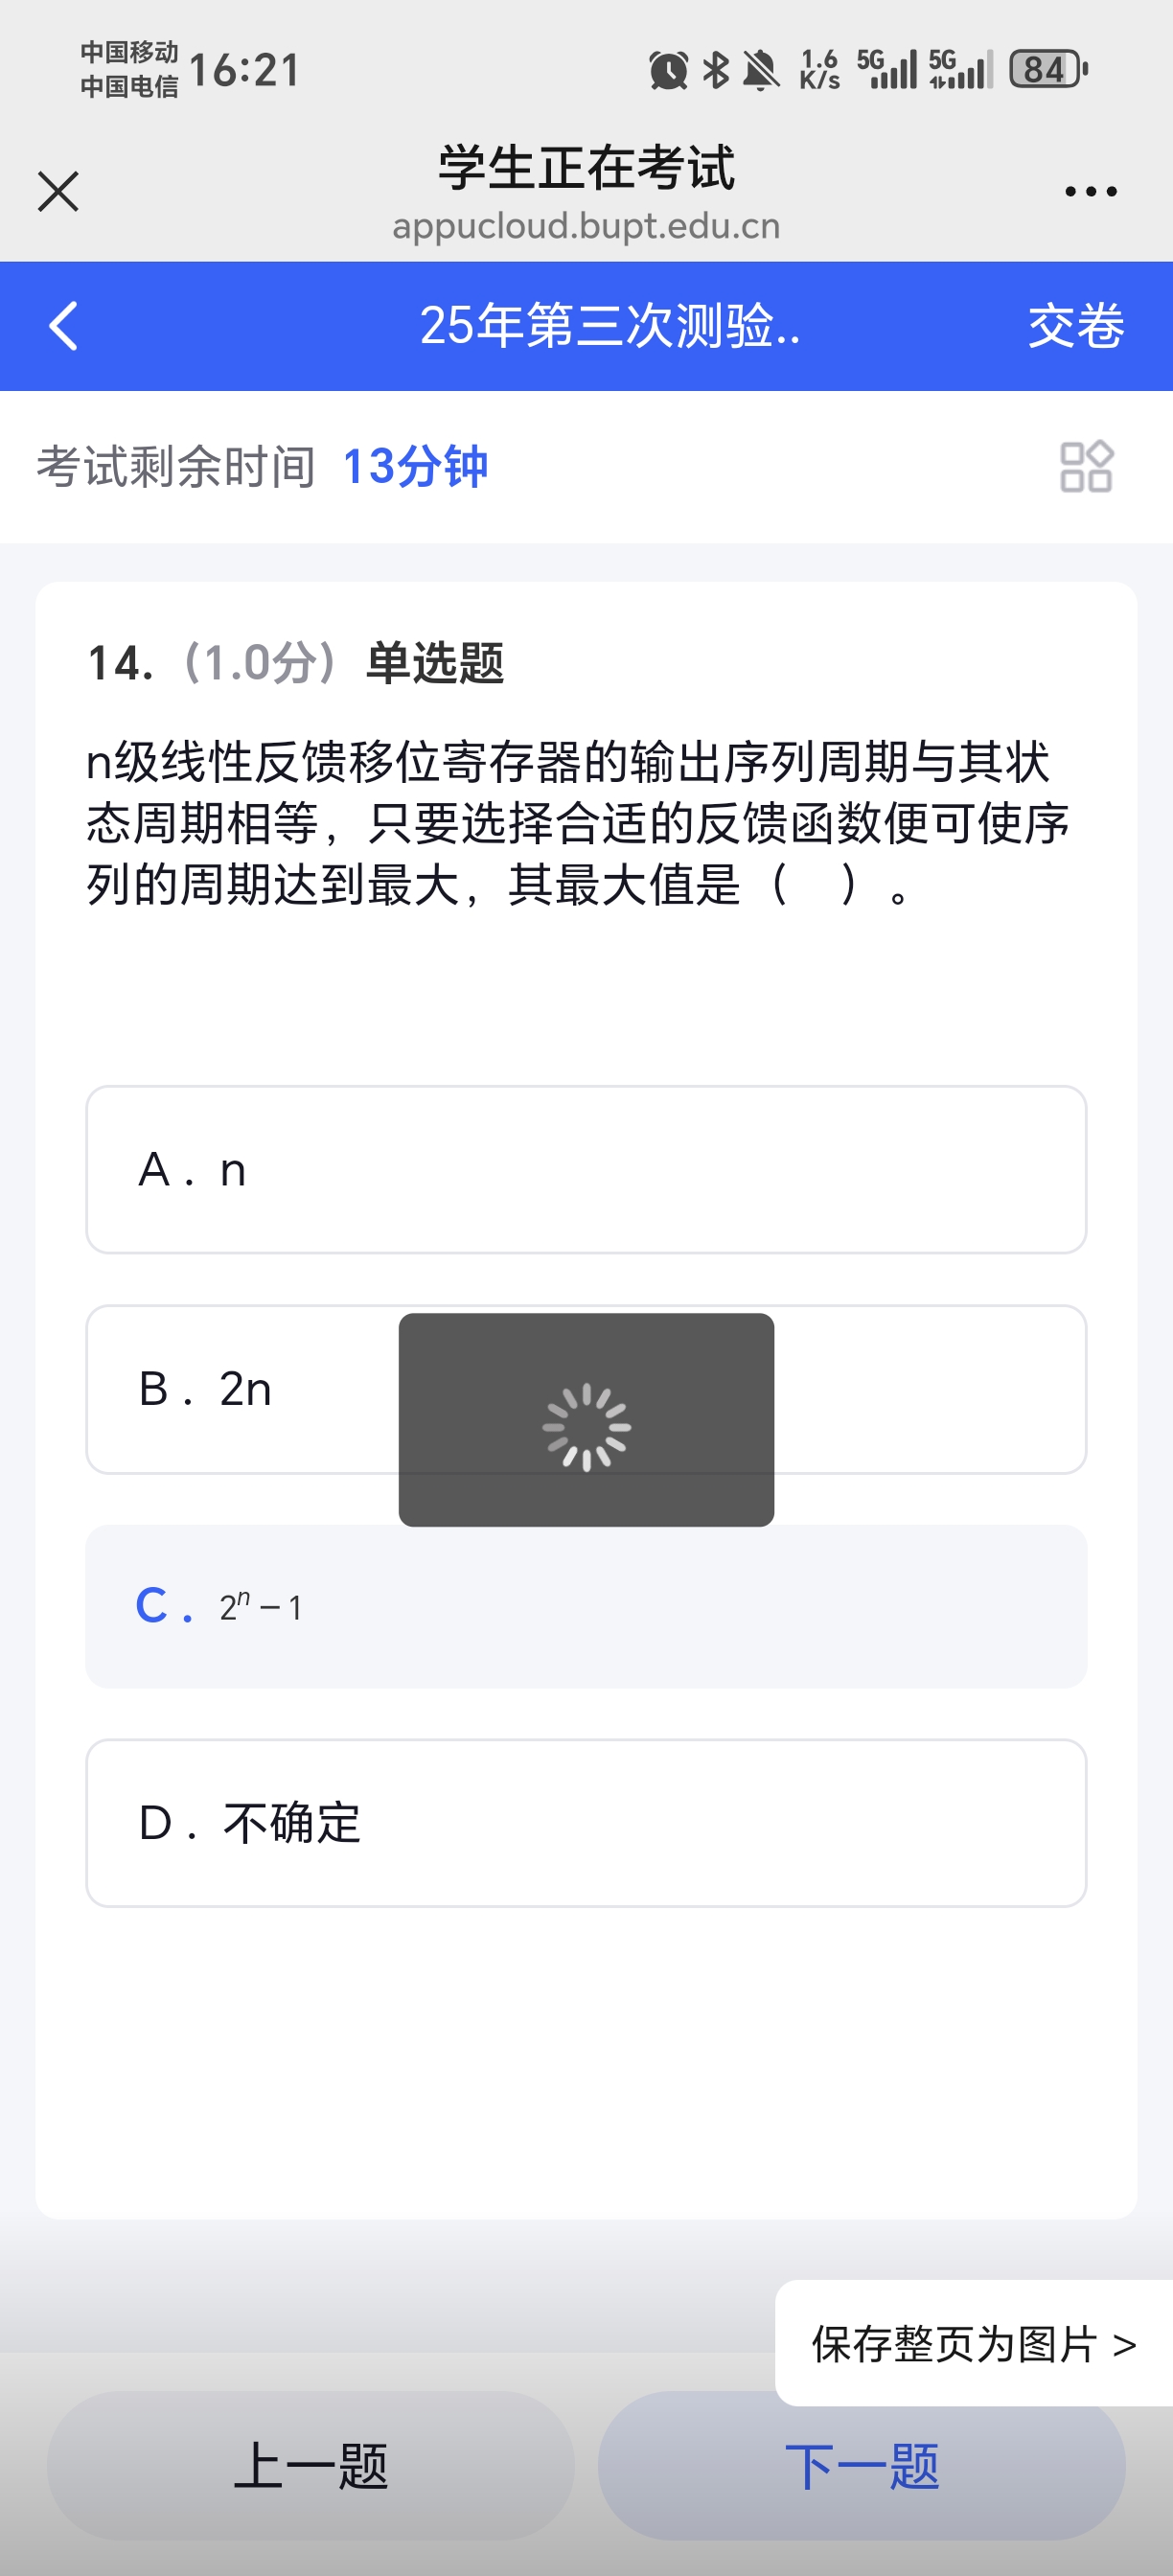 中国移动
中国电信
16:21
1.6
K/s
5G
5G
84
学生正在考试
appucloud.bupt.edu.cn
25年第三次测验..
交卷
考试剩余时间 13分钟
14. (1.0分) 单选题
n级线性反馈移位寄存器的输出序列周期与其状
态周期相等，只要选择合适的反馈函数便可使序
列的周期达到最大，其最大值是（ ）。
A . n
B . 2n
C . 2ⁿ − 1
D . 不确定
保存整页为图片 >
上一题
下一题